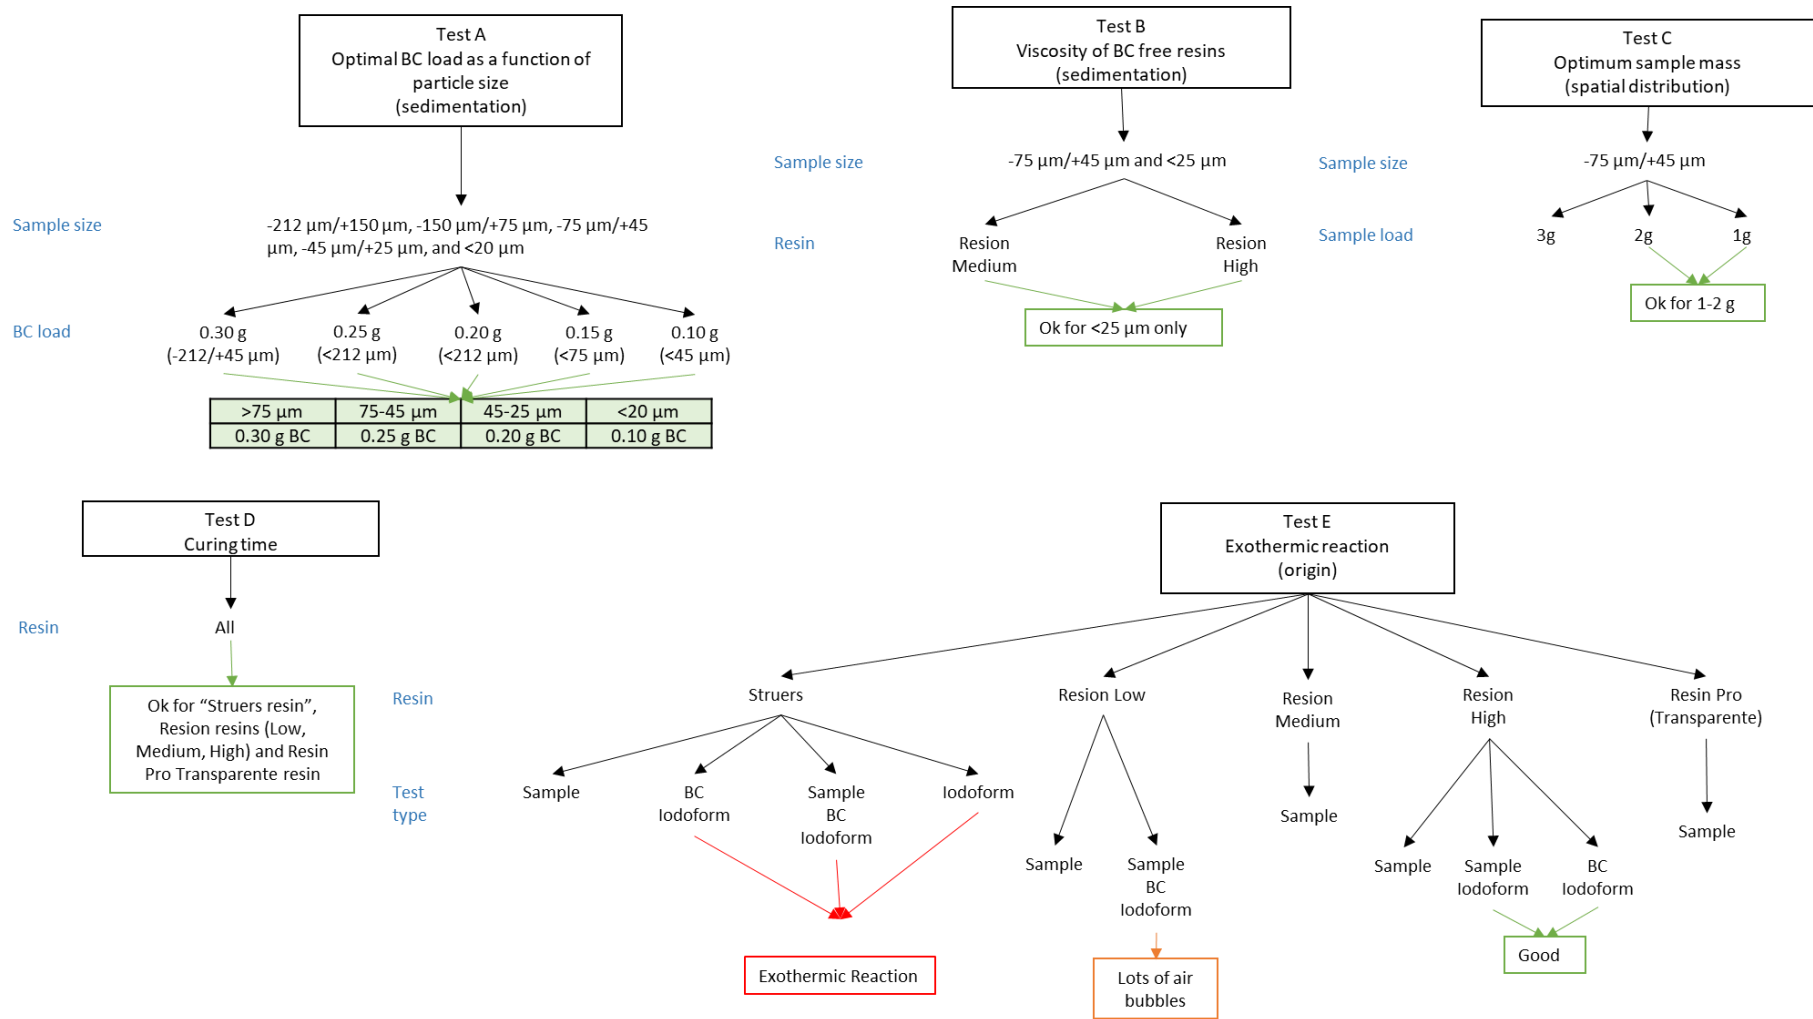 Test A
Optimal BC load as a function of
particle size
(sedimentation)
Sample size
-212 µm/+150 µm, -150 µm/+75 µm, -75 µm/+45
µm, -45 µm/+25 µm, and <20 µm
BC load
0.30 g
(-212/+45 µm)
0.25 g
(<212 µm)
0.20 g
(<212 µm)
0.15 g
(<75 µm)
0.10 g
(<45 µm)
>75 µm 75-45 µm 45-25 µm <20 µm
0.30 g BC 0.25 g BC 0.20 g BC 0.10 g BC
Test B
Viscosity of BC free resins
(sedimentation)
Sample size
-75 µm/+45 µm and <25 µm
Resin
Resion
Medium
Resion
High
Ok for <25 µm only
Test C
Optimum sample mass
(spatial distribution)
Sample size
-75 µm/+45 µm
Sample load
3g 2g 1g
Ok for 1-2 g
Test D
Curing time
Resin
All
Ok for “Struers resin”,
Resion resins (Low,
Medium, High) and Resin
Pro Transparente resin
Test E
Exothermic reaction
(origin)
Resin
Struers
Resion Low
Resion
Medium
Resion
High
Resin Pro
(Transparente)
Test
type
Sample
BC
Iodoform
Sample
BC
Iodoform
Iodoform
Exothermic Reaction
Sample
Sample
BC
Iodoform
Lots of air
bubbles
Sample
Sample
Sample
Iodoform
BC
Iodoform
Good
Sample